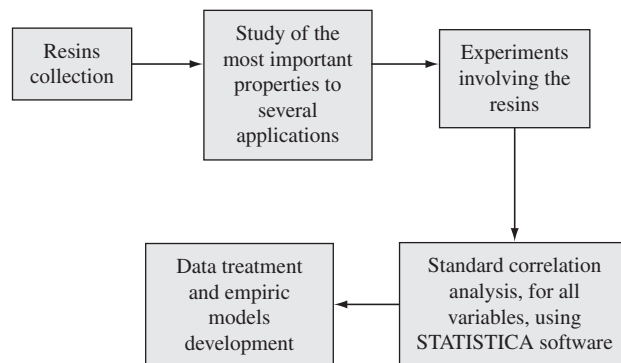 Resins
collection
Study of the
most important
properties to
several
applications
Experiments
involving the
resins
Standard correlation
analysis, for all
variables, using
STATISTICA software
Data treatment
and empiric
models
development